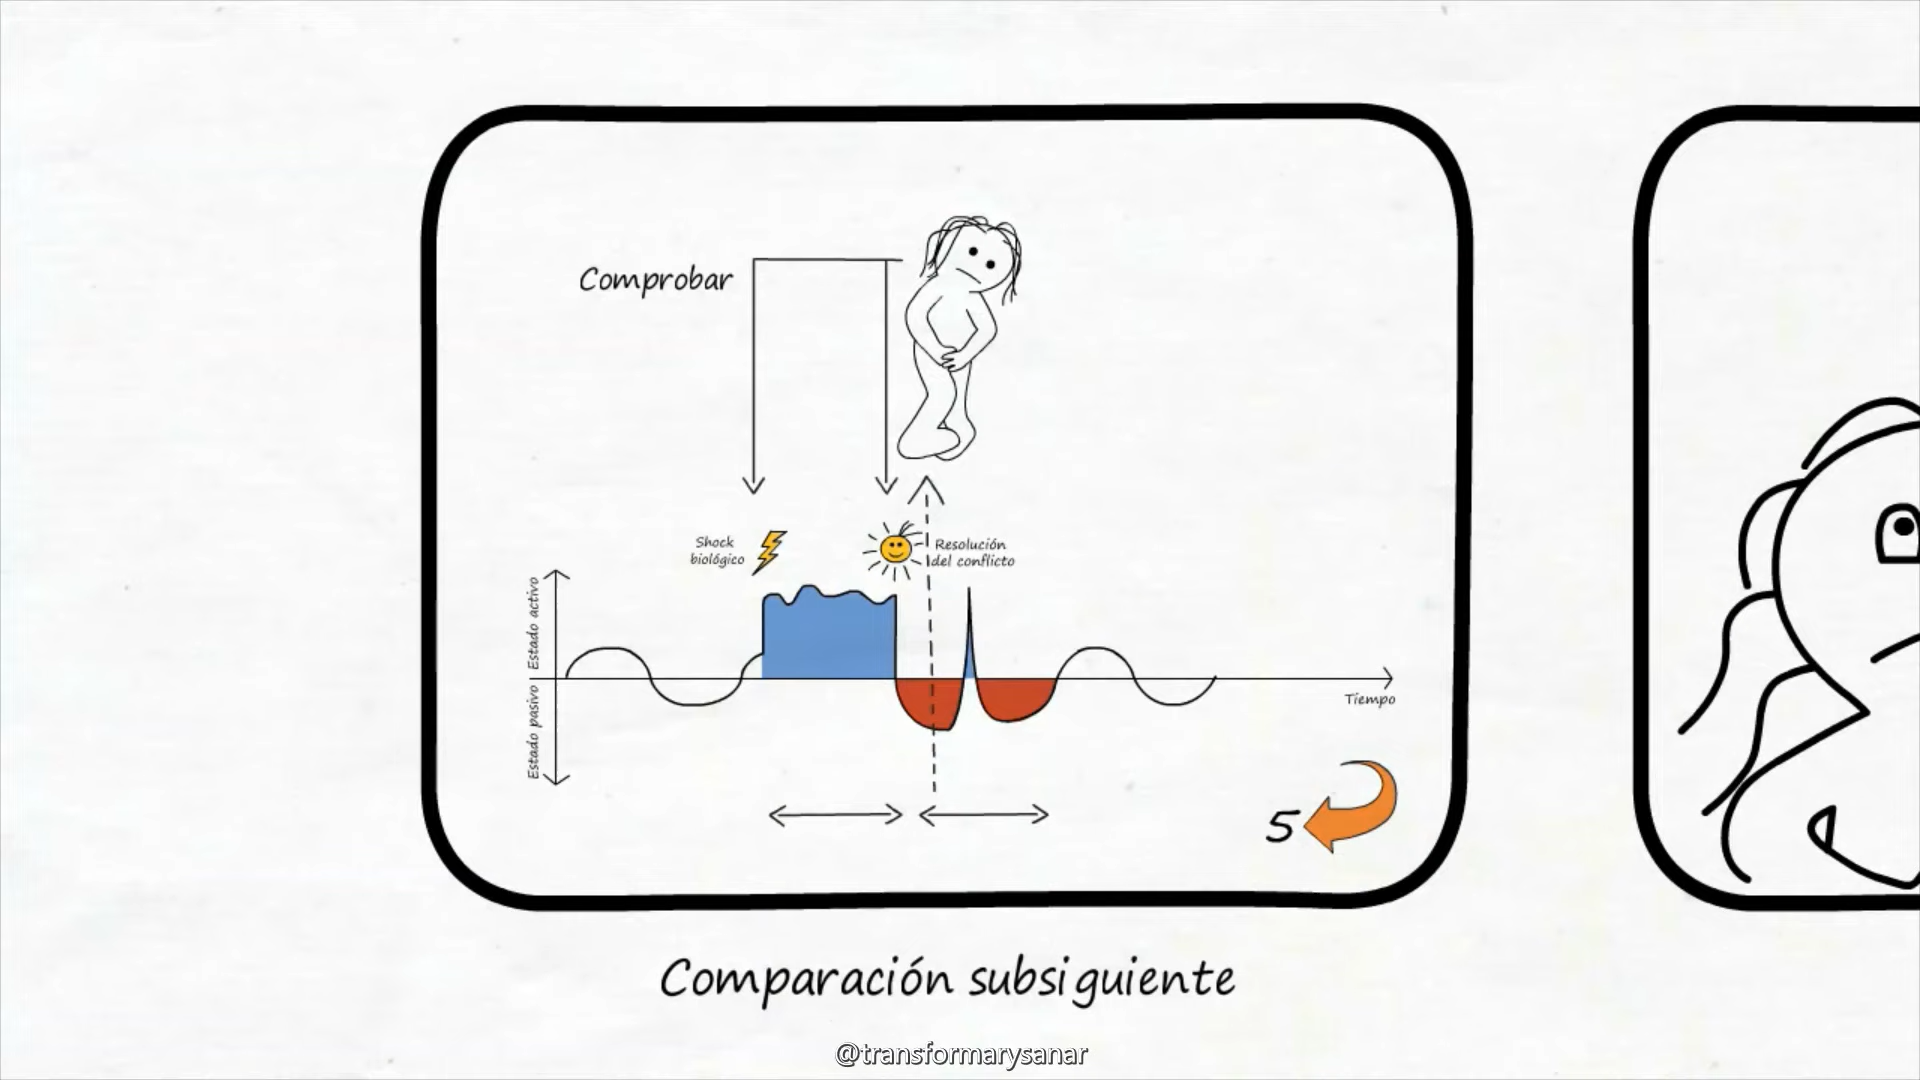 Comprobar
Shock
biológico
Resolución
del conflicto
Estado activo
Estado pasivo
Tiempo
5
Comparación subsiguiente
@transformarysanar